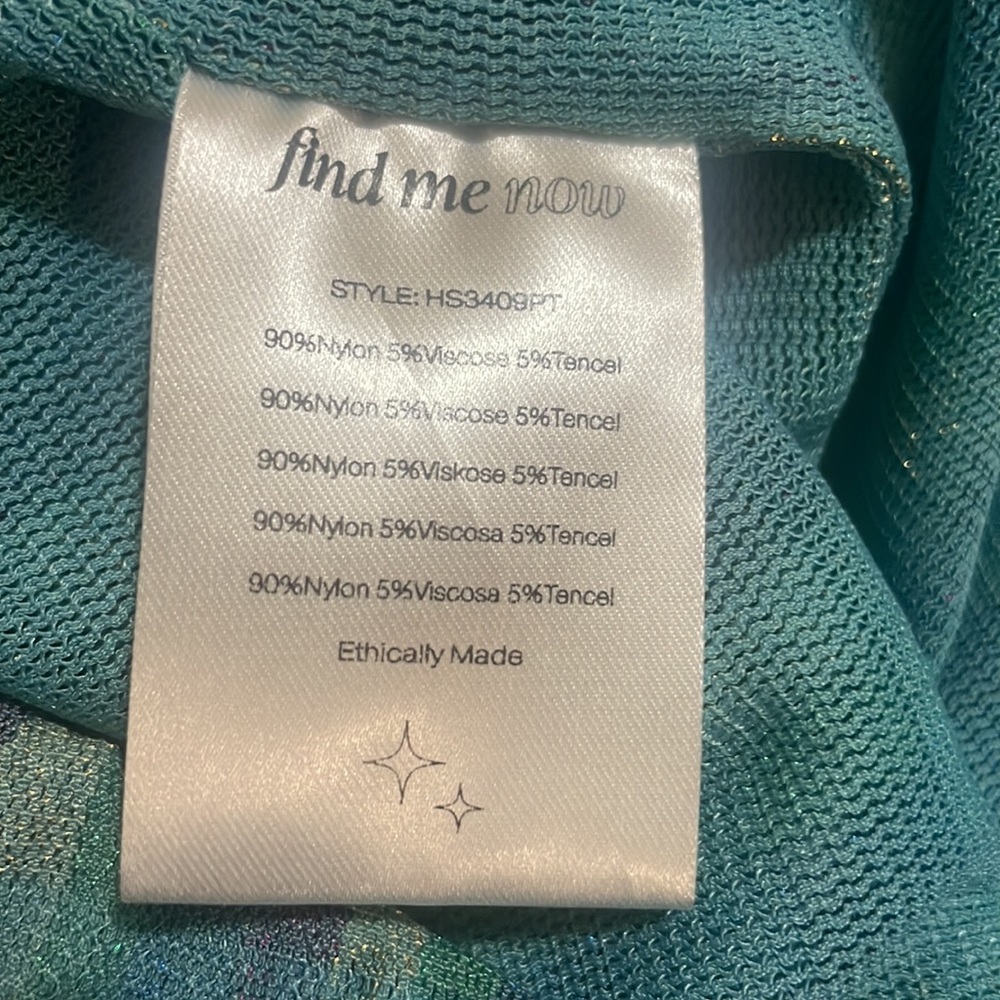 find me now
STYLE: HS3409PT
90%Nylon 5%Viscose 5%Tencel
90%Nylon 5%Viscose 5%Tencel
90%Nylon 5%Viskose 5%Tencel
90%Nylon 5%Viscosa 5%Tencel
90%Nylon 5%Viscosa 5%Tencel
Ethically Made